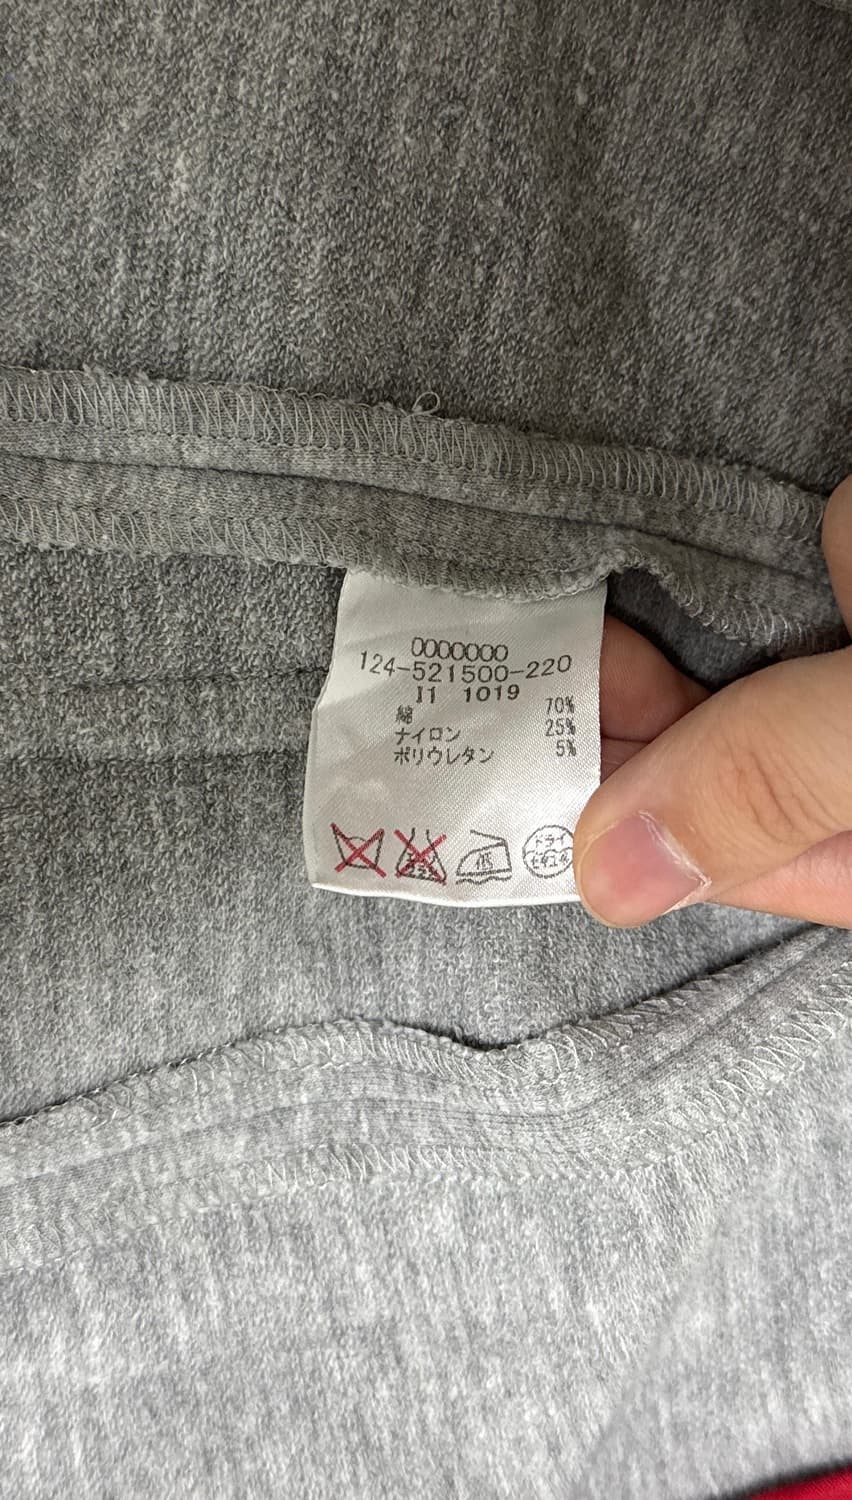 0000000
124-521500-220
I1 1019
綿 70%
ナイロン 25%
ポリウレタン 5%
低
ドライ
セキユ系